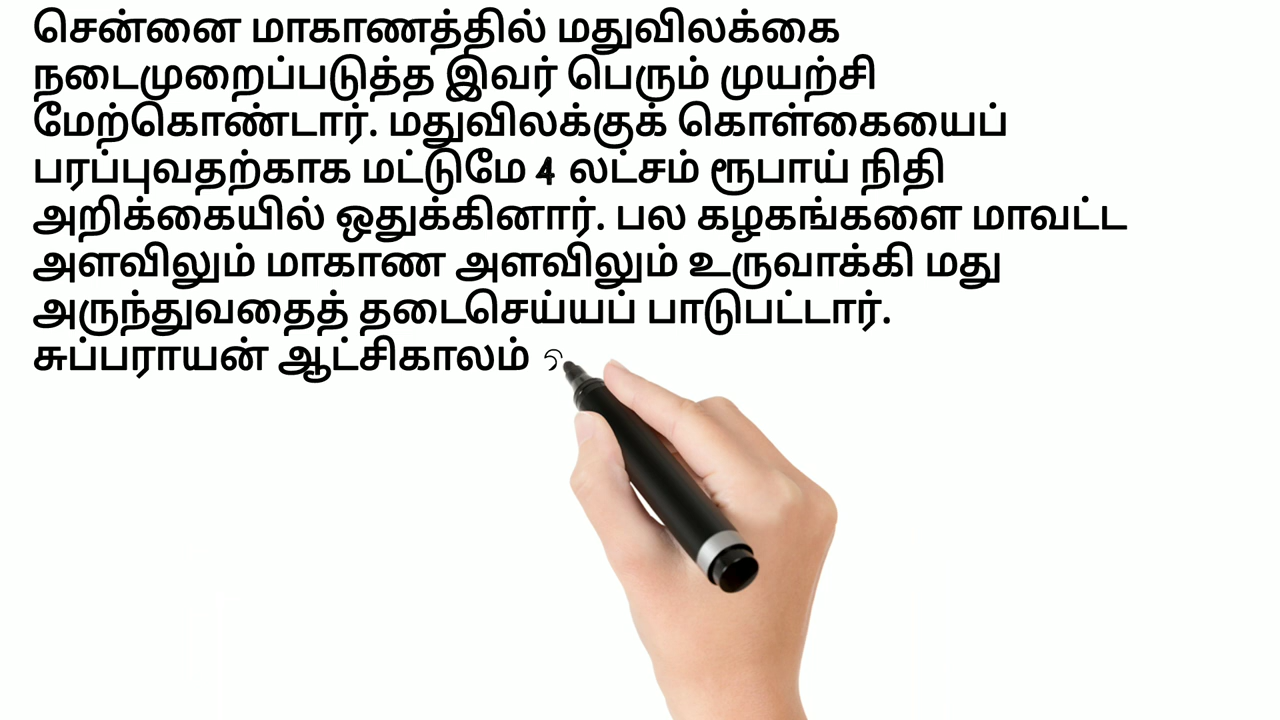 சென்னை மாகாணத்தில் மதுவிலக்கை
நடைமுறைப்படுத்த இவர் பெரும் முயற்சி
மேற்கொண்டார். மதுவிலக்குக் கொள்கையைப்
பரப்புவதற்காக மட்டுமே 4 லட்சம் ரூபாய் நிதி
அறிக்கையில் ஒதுக்கினார். பல கழகங்களை மாவட்ட
அளவிலும் மாகாண அளவிலும் உருவாக்கி மது
அருந்துவதைத் தடைசெய்யப் பாடுபட்டார்.
சுப்பராயன் ஆட்சிகாலம்